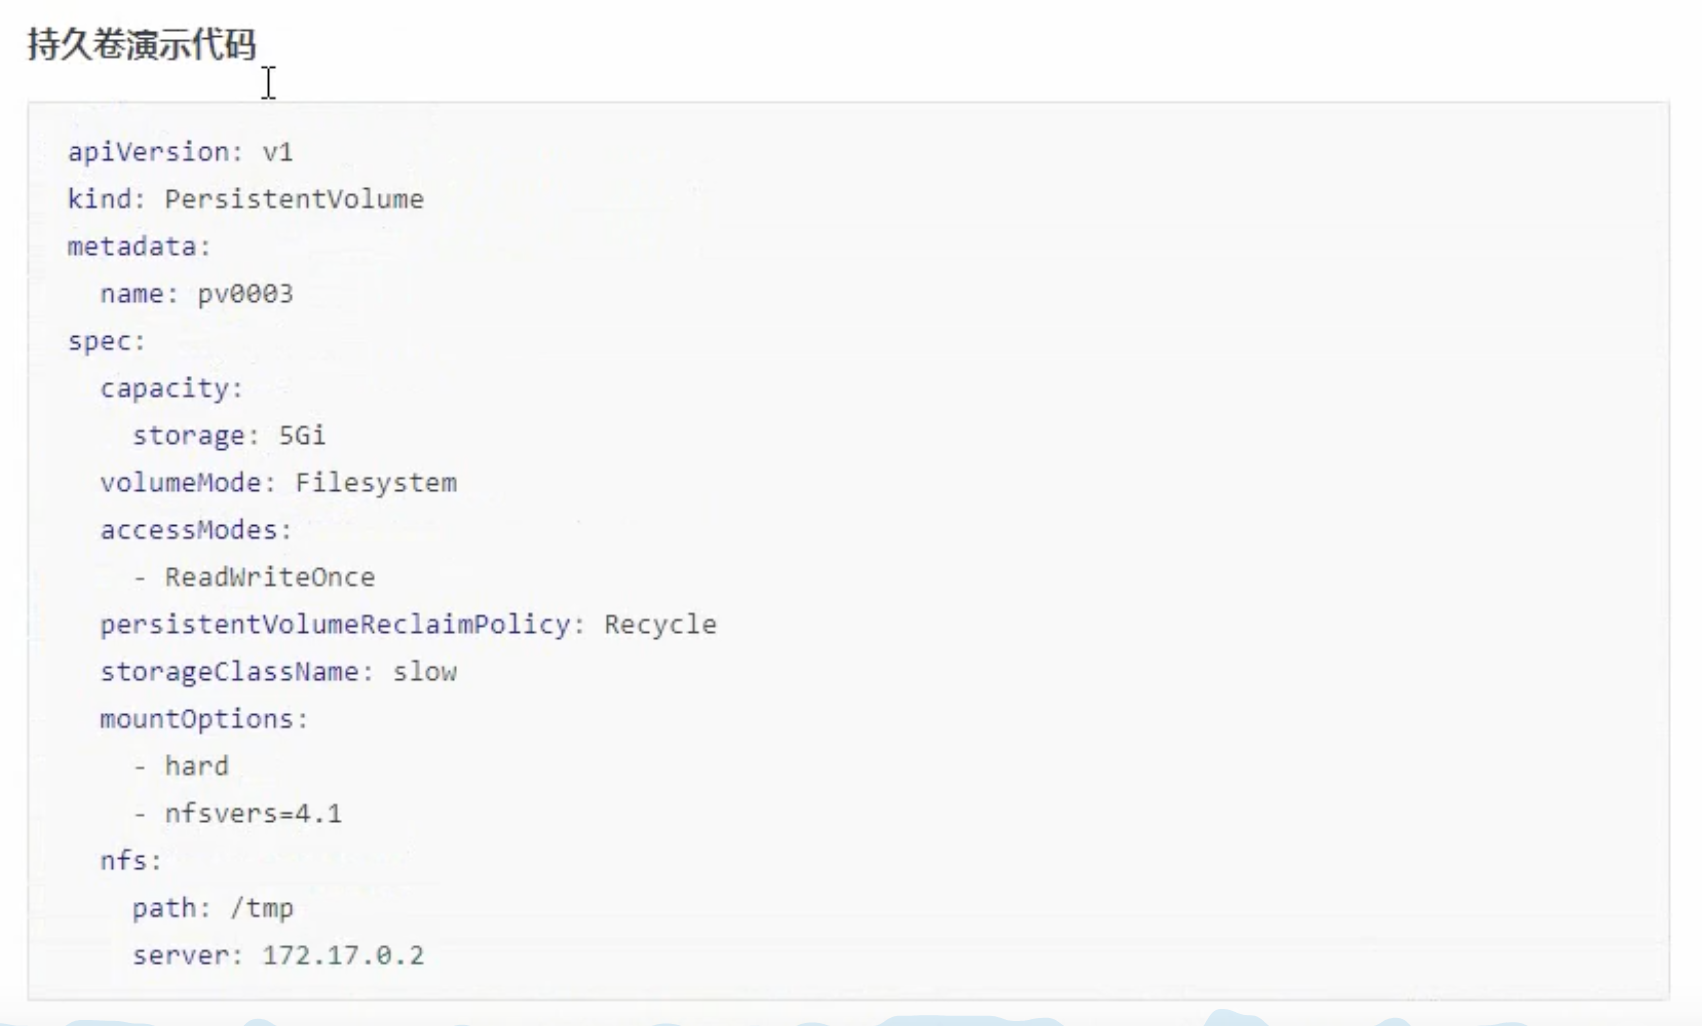 持久卷演示代码
apiVersion: v1
kind: PersistentVolume
metadata:
  name: pv0003
spec:
  capacity:
    storage: 5Gi
  volumeMode: Filesystem
  accessModes:
    - ReadWriteOnce
  persistentVolumeReclaimPolicy: Recycle
  storageClassName: slow
  mountOptions:
    - hard
    - nfsvers=4.1
  nfs:
    path: /tmp
    server: 172.17.0.2